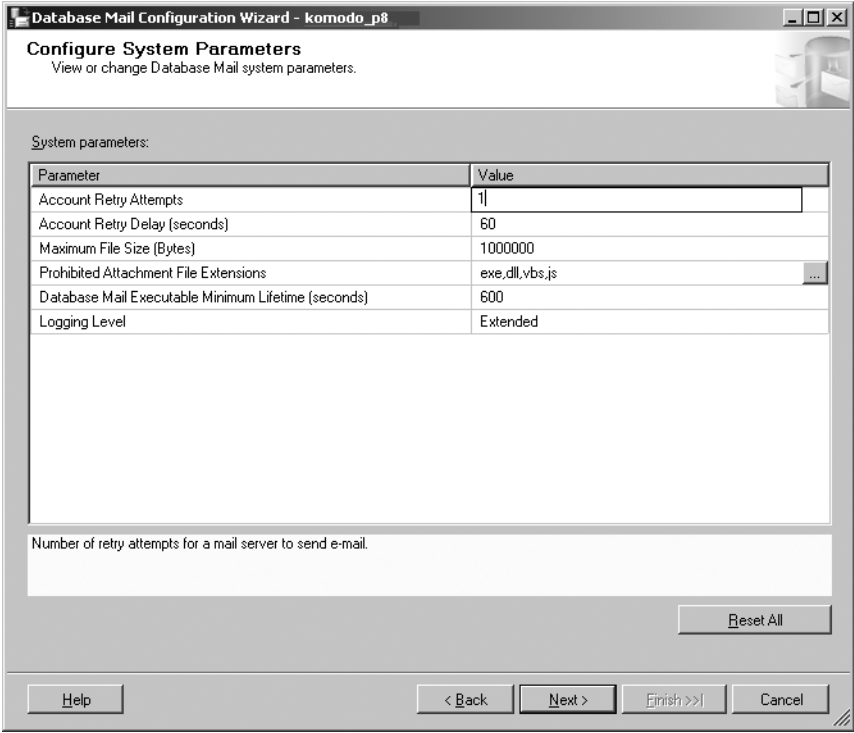 Database Mail Configuration Wizard - komodo_p8
Configure System Parameters
View or change Database Mail system parameters.
System parameters:
Parameter Value
Account Retry Attempts 1
Account Retry Delay (seconds) 60
Maximum File Size (Bytes) 1000000
Prohibited Attachment File Extensions exe,dll,vbs,js ...
Database Mail Executable Minimum Lifetime (seconds) 600
Logging Level Extended
Number of retry attempts for a mail server to send e-mail.
Reset All
Help < Back Next > Finish >>| Cancel